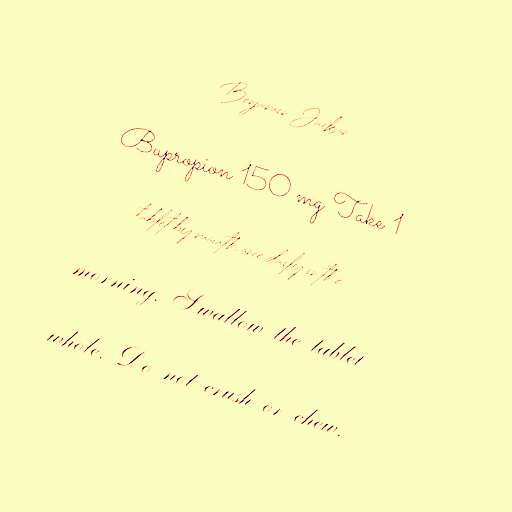 Benjamin Jackson
Bupropion 150 mg Take 1
tablet by mouth once daily in the
morning. Swallow the tablet
whole. Do not crush or chew.